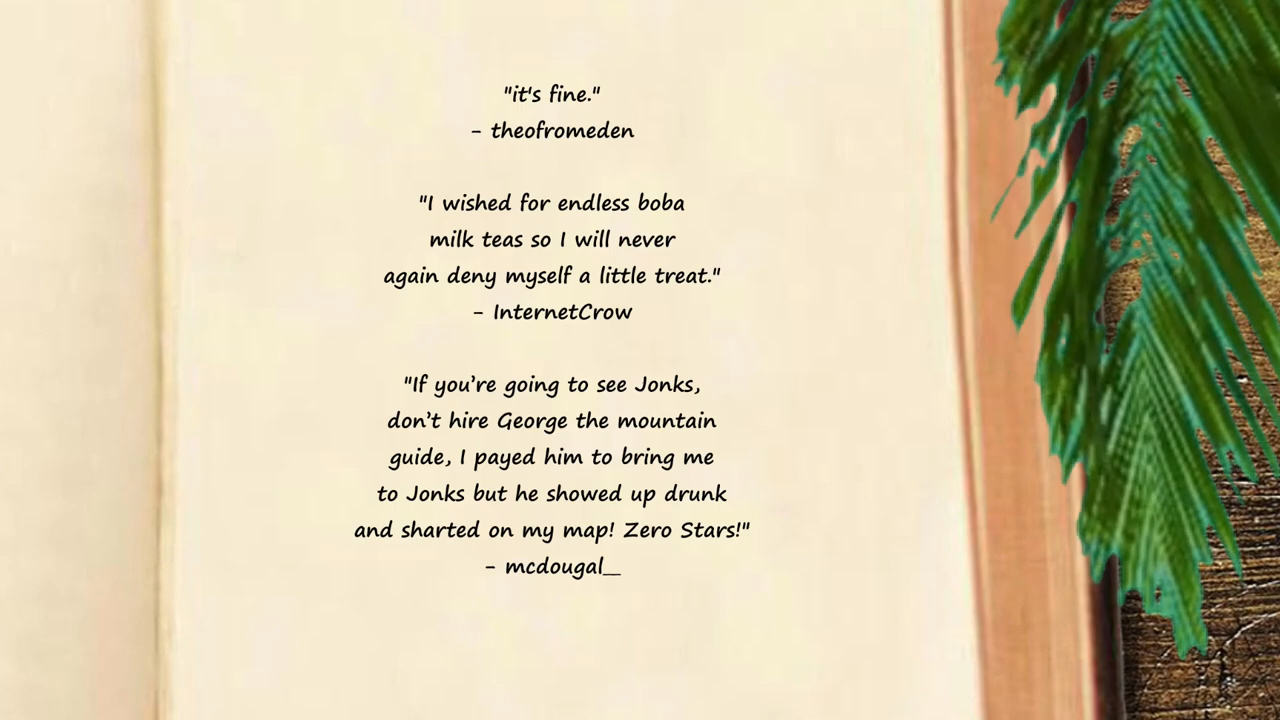 "it's fine."
- theofromeden
"I wished for endless boba
milk teas so I will never
again deny myself a little treat."
- InternetCrow
"If you’re going to see Jonks,
don’t hire George the mountain
guide, I payed him to bring me
to Jonks but he showed up drunk
and sharted on my map! Zero Stars!"
- mcdougal__